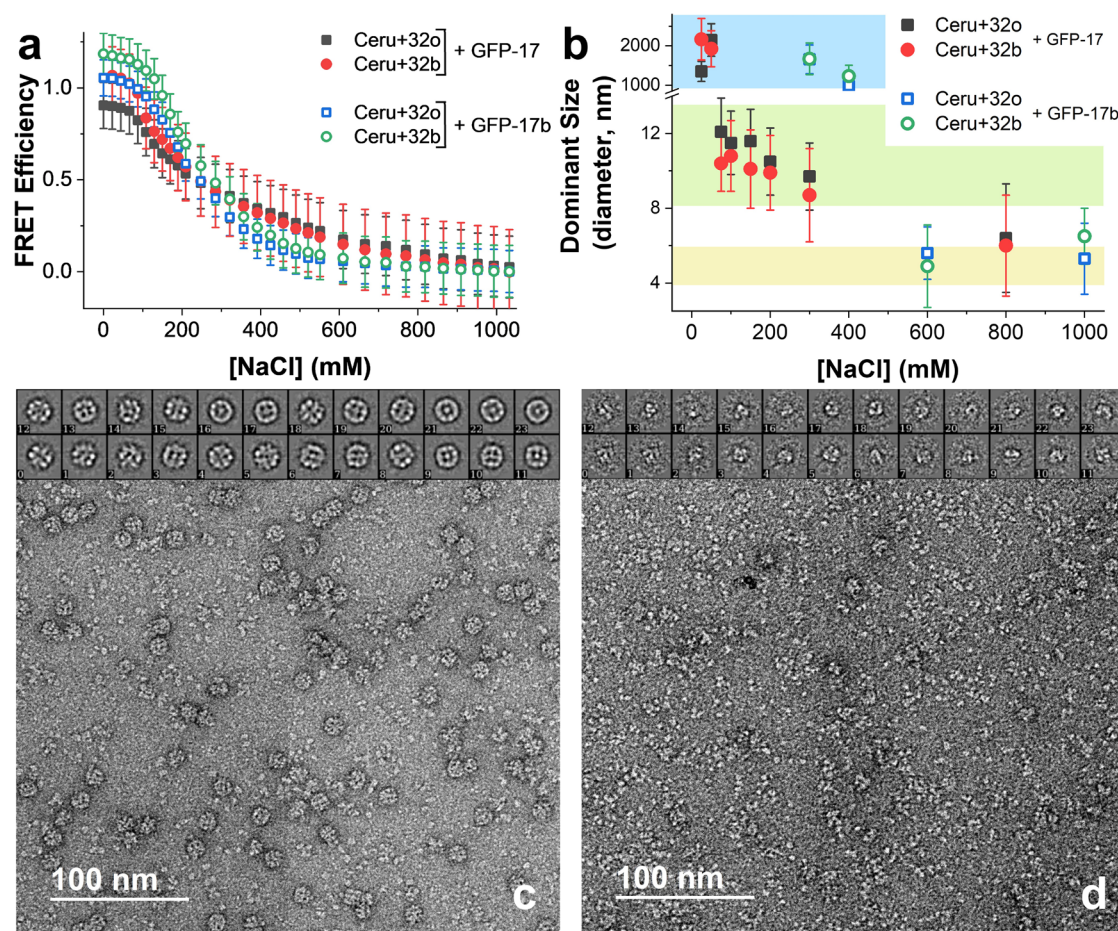 a
Ceru+32o
Ceru+32b
+ GFP-17
Ceru+32o
Ceru+32b
+ GFP-17b
FRET Efficiency
1.0
0.5
0.0
0 200 400 600 800 1000
[NaCl] (mM)
b
Ceru+32o
Ceru+32b
+ GFP-17
Ceru+32o
Ceru+32b
+ GFP-17b
Dominant Size
(diameter, nm)
2000
1000
12
8
4
0 200 400 600 800 1000
[NaCl] (mM)
12 13 14 15 16 17 18 19 20 21 22 23
0 1 2 3 4 5 6 7 8 9 10 11
100 nm
c
12 13 14 15 16 17 18 19 20 21 22 23
0 1 2 3 4 5 6 7 8 9 10 11
100 nm
d